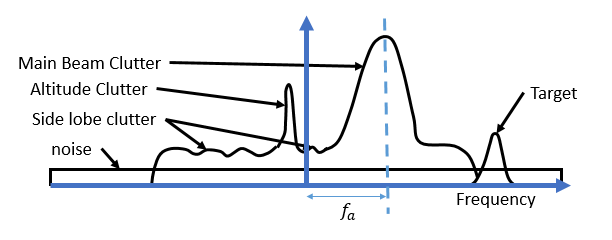 Main Beam Clutter
Altitude Clutter
Side lobe clutter
noise
Target
Frequency
fₐ